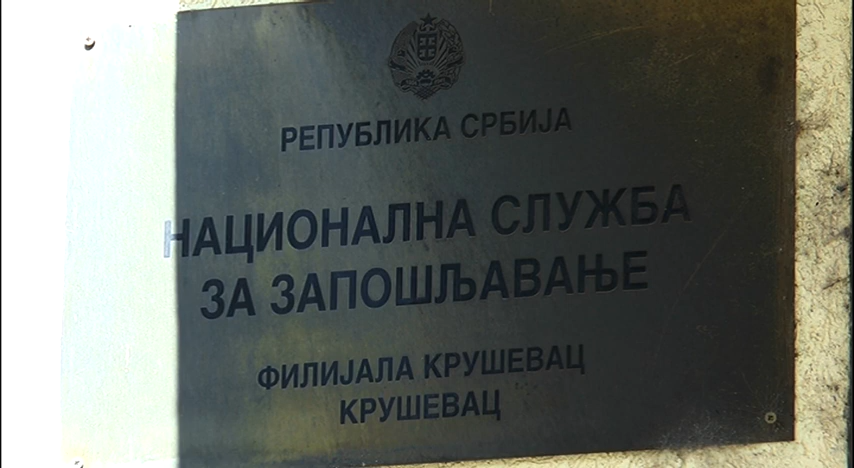 РЕПУБЛИКА СРБИЈА
НАЦИОНАЛНА СЛУЖБА
ЗА ЗАПОШЉАВАЊЕ
ФИЛИЈАЛА КРУШЕВАЦ
КРУШЕВАЦ